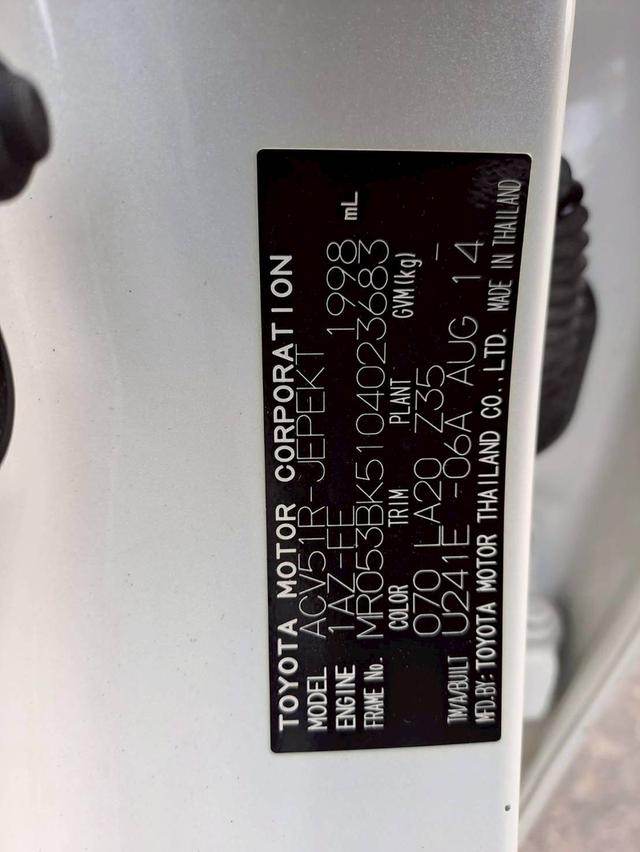 TOYOTA MOTOR CORPORATION
MODEL ACV51R-JEPEKT
ENGINE 1AZ-FE 1998 mL
FRAME No. MR053BK5104023683
COLOR TRIM PLANT GVM(kg)
070 LA20 Z35 -
TM/A/BUILT U241E -06A AUG 14
MFD.BY:TOYOTA MOTOR THAILAND CO.,LTD. MADE IN THAILAND